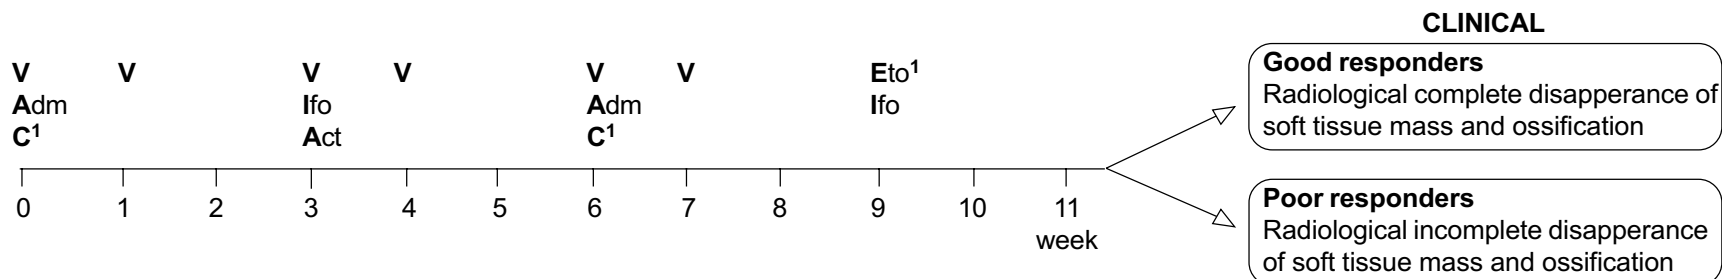 CLINICAL
V V V V V V Eto¹
Adm Ifo Adm Ifo
C¹ Act C¹
0 1 2 3 4 5 6 7 8 9 10 11
week
Good responders
Radiological complete disapperance of
soft tissue mass and ossification
Poor responders
Radiological incomplete disapperance
of soft tissue mass and ossification